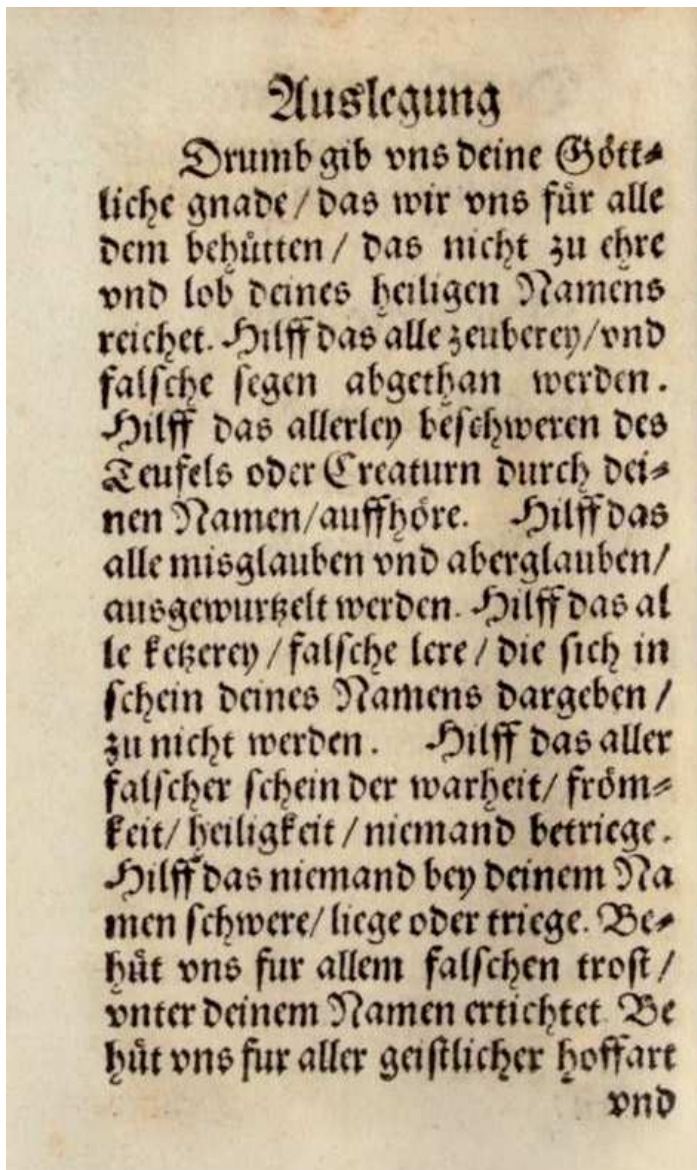 Auslegung
Drumb gib vns deine Gött⸗
liche gnade / das wir vns für alle
dem behütten / das nicht zu ehre
vnd lob deines heiligen Namens
reichet. Hilff das alle zeuberey/vnd
falsche segen abgethan werden.
Hilff das allerley beschweren des
Teufels oder Creaturn durch dei⸗
nen Namen/auffhöre. Hilff das
alle misglauben vnd aberglauben/
ausgewurtzelt werden. Hilff das al
le ketzerey / falsche lere / die sich in
schein deines Namens dargeben /
zu nicht werden. Hilff das aller
falscher schein der warheit/ fröm⸗
keit/ heiligkeit / niemand betriege.
Hilff das niemand bey deinem Na
men schwere/ liege oder triege. Be⸗
hüt vns fur allem falschen trost /
vnter deinem Namen ertichtet Be
hüt vns fur aller geistlicher hoffart
vnd